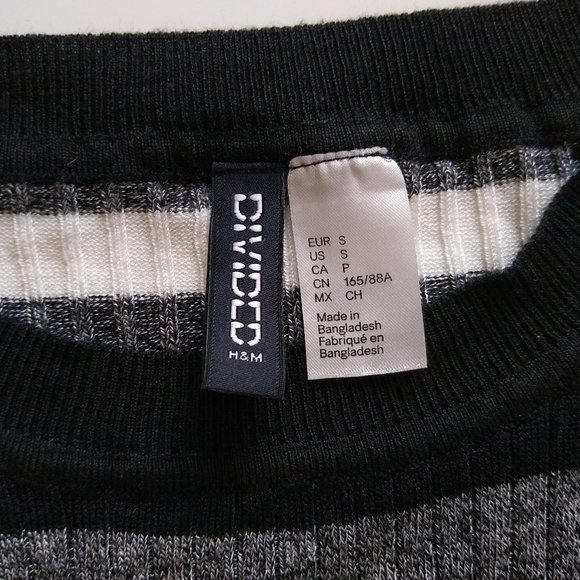 DIVIDED
H&M
EUR S
US S
CA P
CN 165/88A
MX CH
Made in
Bangladesh
Fabriqué en
Bangladesh